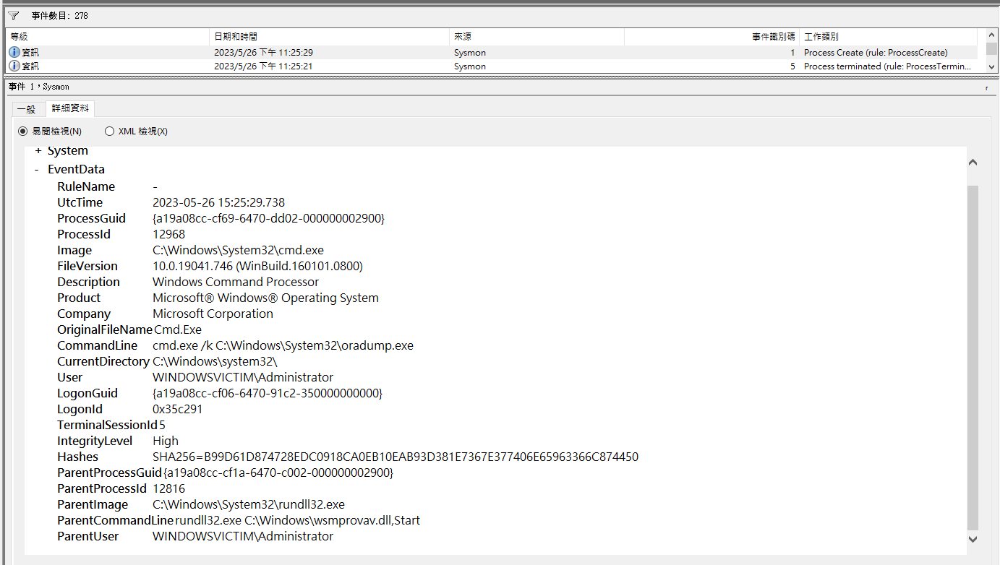 事件數目: 278
等級 日期和時間 來源 事件識別碼 工作類別
資訊 2023/5/26 下午 11:25:29 Sysmon 1 Process Create (rule: ProcessCreate)
資訊 2023/5/26 下午 11:25:21 Sysmon 5 Process terminated (rule: ProcessTermin...
事件 1，Sysmon
一般 詳細資料
易閱檢視(N) XML 檢視(X)
+ System
- EventData
RuleName -
UtcTime 2023-05-26 15:25:29.738
ProcessGuid {a19a08cc-cf69-6470-dd02-000000002900}
ProcessId 12968
Image C:\Windows\System32\cmd.exe
FileVersion 10.0.19041.746 (WinBuild.160101.0800)
Description Windows Command Processor
Product Microsoft® Windows® Operating System
Company Microsoft Corporation
OriginalFileName Cmd.Exe
CommandLine cmd.exe /k C:\Windows\System32\oradump.exe
CurrentDirectory C:\Windows\system32\
User WINDOWSVICTIM\Administrator
LogonGuid {a19a08cc-cf06-6470-91c2-350000000000}
LogonId 0x35c291
TerminalSessionId 5
IntegrityLevel High
Hashes SHA256=B99D61D874728EDC0918CA0EB10EAB93D381E7367E377406E65963366C874450
ParentProcessGuid {a19a08cc-cf1a-6470-c002-000000002900}
ParentProcessId 12816
ParentImage C:\Windows\System32\rundll32.exe
ParentCommandLine rundll32.exe C:\Windows\wsmprovav.dll,Start
ParentUser WINDOWSVICTIM\Administrator